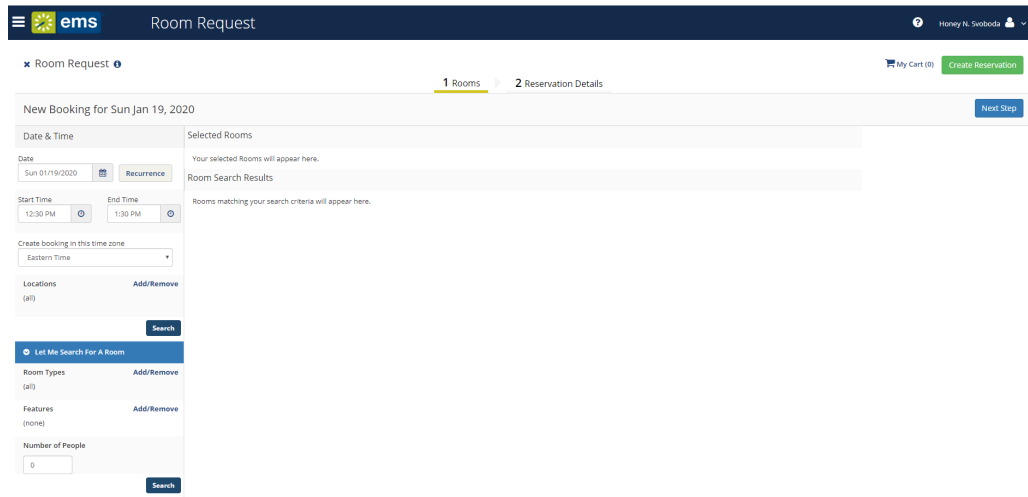 ems Room Request Honey N. Svoboda
Room Request
My Cart (0) Create Reservation
1 Rooms 2 Reservation Details
New Booking for Sun Jan 19, 2020 Next Step
Date & Time
Selected Rooms
Date
Your selected Rooms will appear here.
Sun 01/19/2020 Recurrence
Room Search Results
Start Time End Time
Rooms matching your search criteria will appear here.
12:30 PM 1:30 PM
Create booking in this time zone
Eastern Time
Locations Add/Remove
(all)
Search
Let Me Search For A Room
Room Types Add/Remove
(all)
Features Add/Remove
(none)
Number of People
0
Search